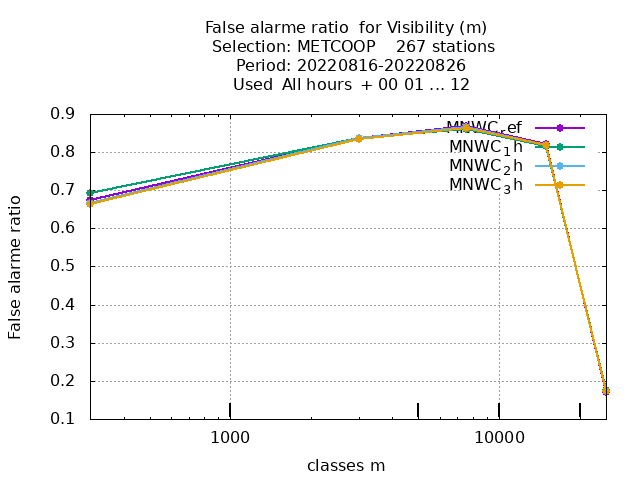 False alarme ratio  for Visibility (m)
Selection: METCOOP    267 stations
Period: 20220816-20220826
Used  All hours  + 00 01 ... 12
0.9
0.8
0.7
0.6
0.5
0.4
0.3
0.2
0.1
False alarme ratio
MNWC_ref
MNWC_1h
MNWC_2h
MNWC_3h
1000
10000
classes m